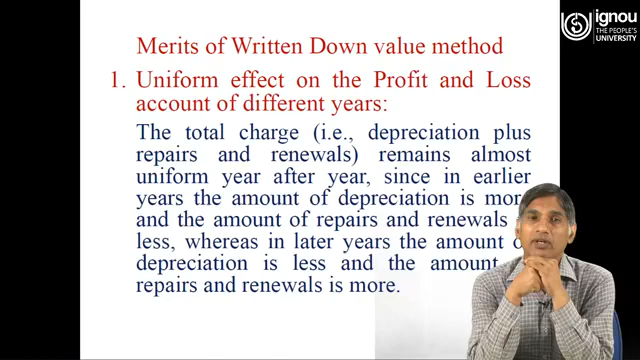 ignou
THE PEOPLE'S
UNIVERSITY
Merits of Written Down value method
1. Uniform effect on the Profit and Loss
account of different years:
The total charge (i.e., depreciation plus
repairs and renewals) remains almost
uniform year after year, since in earlier
years the amount of depreciation is more
and the amount of repairs and renewals
less, whereas in later years the amount
depreciation is less and the amount
repairs and renewals is more.